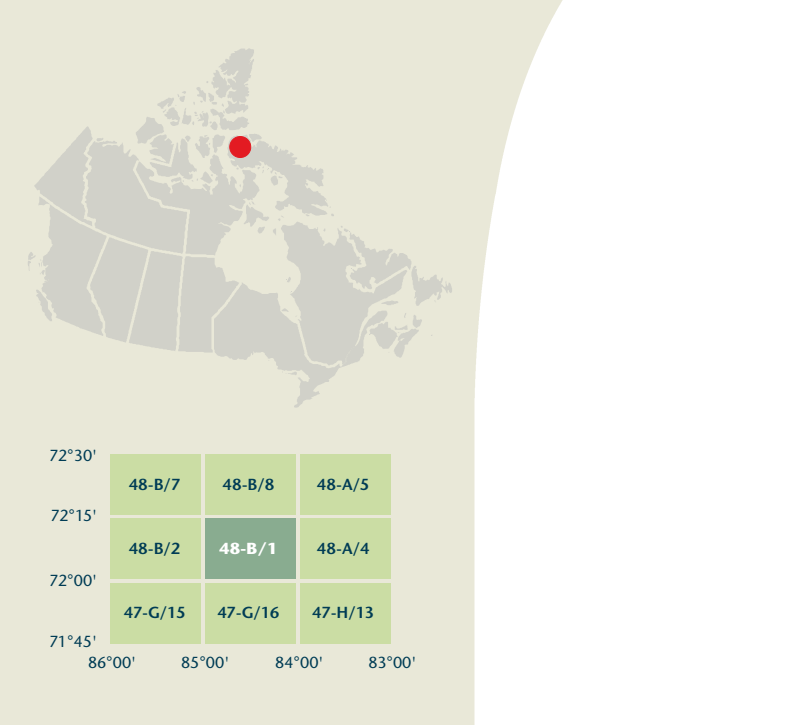 72°30'
48-B/7 48-B/8 48-A/5
72°15'
48-B/2 48-B/1 48-A/4
72°00'
47-G/15 47-G/16 47-H/13
71°45'
86°00' 85°00' 84°00' 83°00'